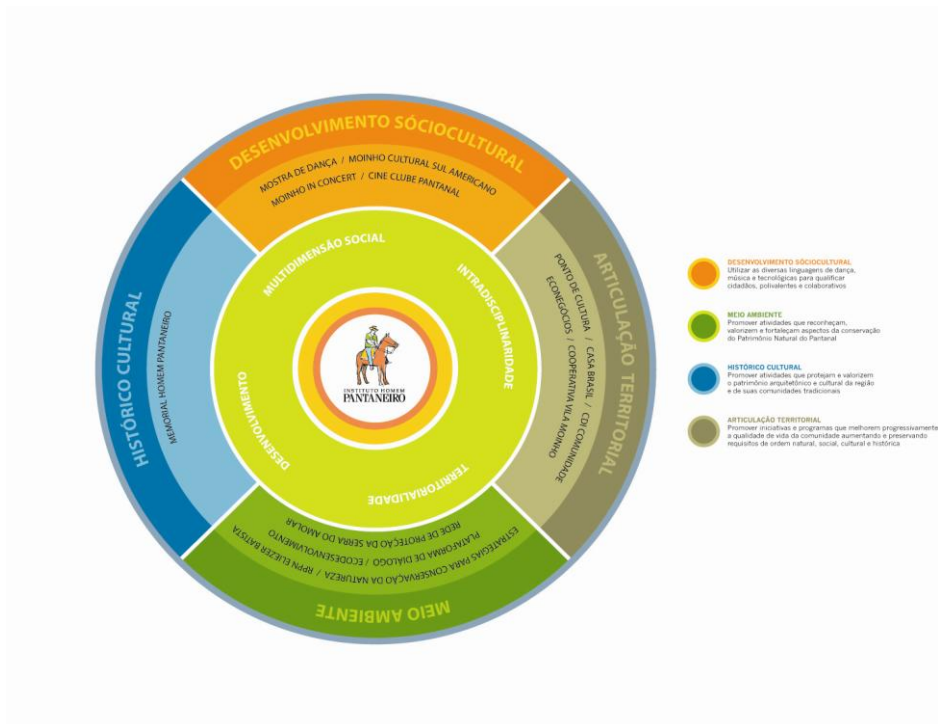 DESENVOLVIMENTO SÓCIOCULTURAL
MOSTRA DE DANÇA / MOINHO CULTURAL SUL AMERICANO
MOINHO IN CONCERT / CINE CLUBE PANTANAL
ARTICULAÇÃO TERRITORIAL
PONTO DE CULTURA / CASA BRASIL / CDI COMUNIDADE
ECONEGOCIOS / COOPERATIVA VILA MOINHO
MEIO AMBIENTE
ESTRATÉGIAS PARA CONSERVAÇÃO DA NATUREZA / RPPN ELIEZER BATISTA
PLATAFORMA DE DIALOGO / ECODESENVOLVIMENTO
REDE DE PROTEÇÃO DA SERRA DO AMOLAR
HISTÓRICO CULTURAL
MEMORIAL HOMEM PANTANEIRO
MULTIDIMENSÃO SOCIAL
INTRADISCIPLINARIDADE
TERRITORIALIDADE
DESENVOLVIMENTO
INSTITUTO HOMEM
PANTANEIRO
DESENVOLVIMENTO SÓCIOCULTURAL
Utilizar as diversas linguagens de dança,
música e tecnológicas para qualificar
cidadãos, polivalentes e colaborativos
MEIO AMBIENTE
Promover atividades que reconheçam,
valorizem e fortaleçam aspectos da conservação
do Patrimônio Natural do Pantanal
HISTÓRICO CULTURAL
Promover atividades que protejam e valorizem
o patrimônio arquitetônico e cultural da região
e de suas comunidades tradicionais
ARTICULAÇÃO TERRITORIAL
Promover iniciativas e programas que melhorem progressivamente
a qualidade de vida da comunidade aumentando e preservando
requisitos de ordem natural, social, cultural e histórica